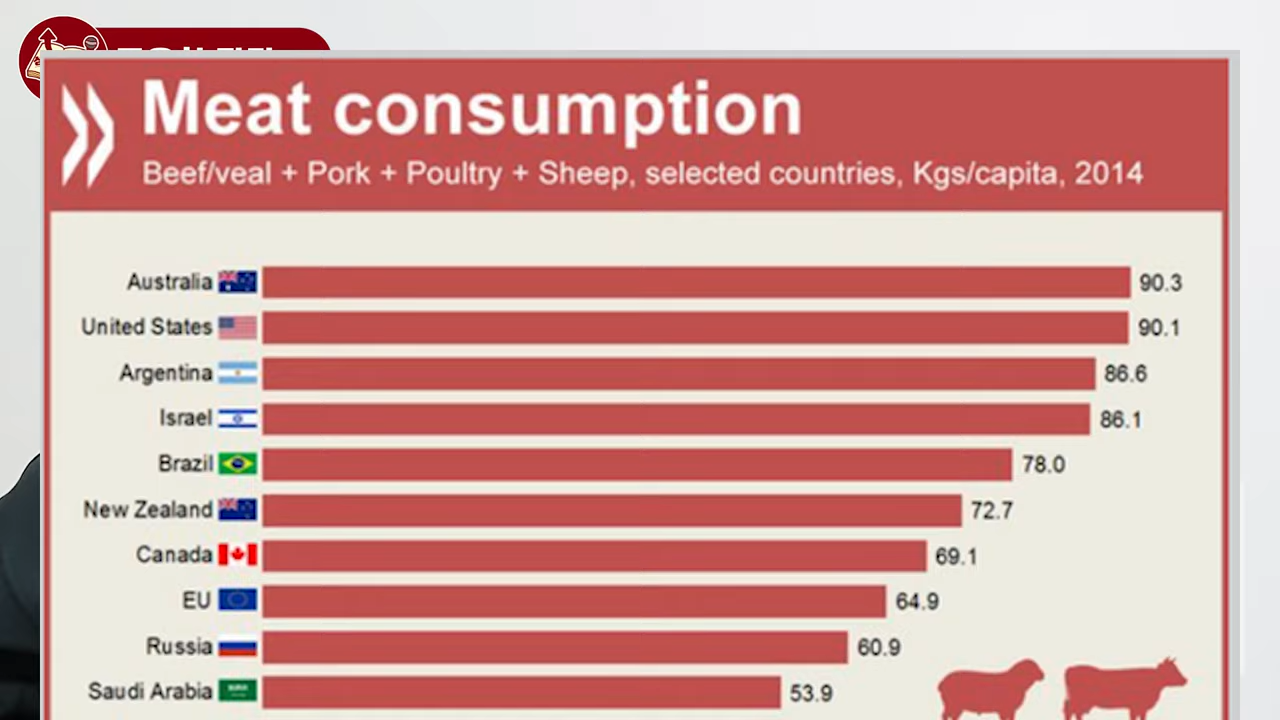 Meat consumption
Beef/veal + Pork + Poultry + Sheep, selected countries, Kgs/capita, 2014
Australia 90.3
United States 90.1
Argentina 86.6
Israel 86.1
Brazil 78.0
New Zealand 72.7
Canada 69.1
EU 64.9
Russia 60.9
Saudi Arabia 53.9